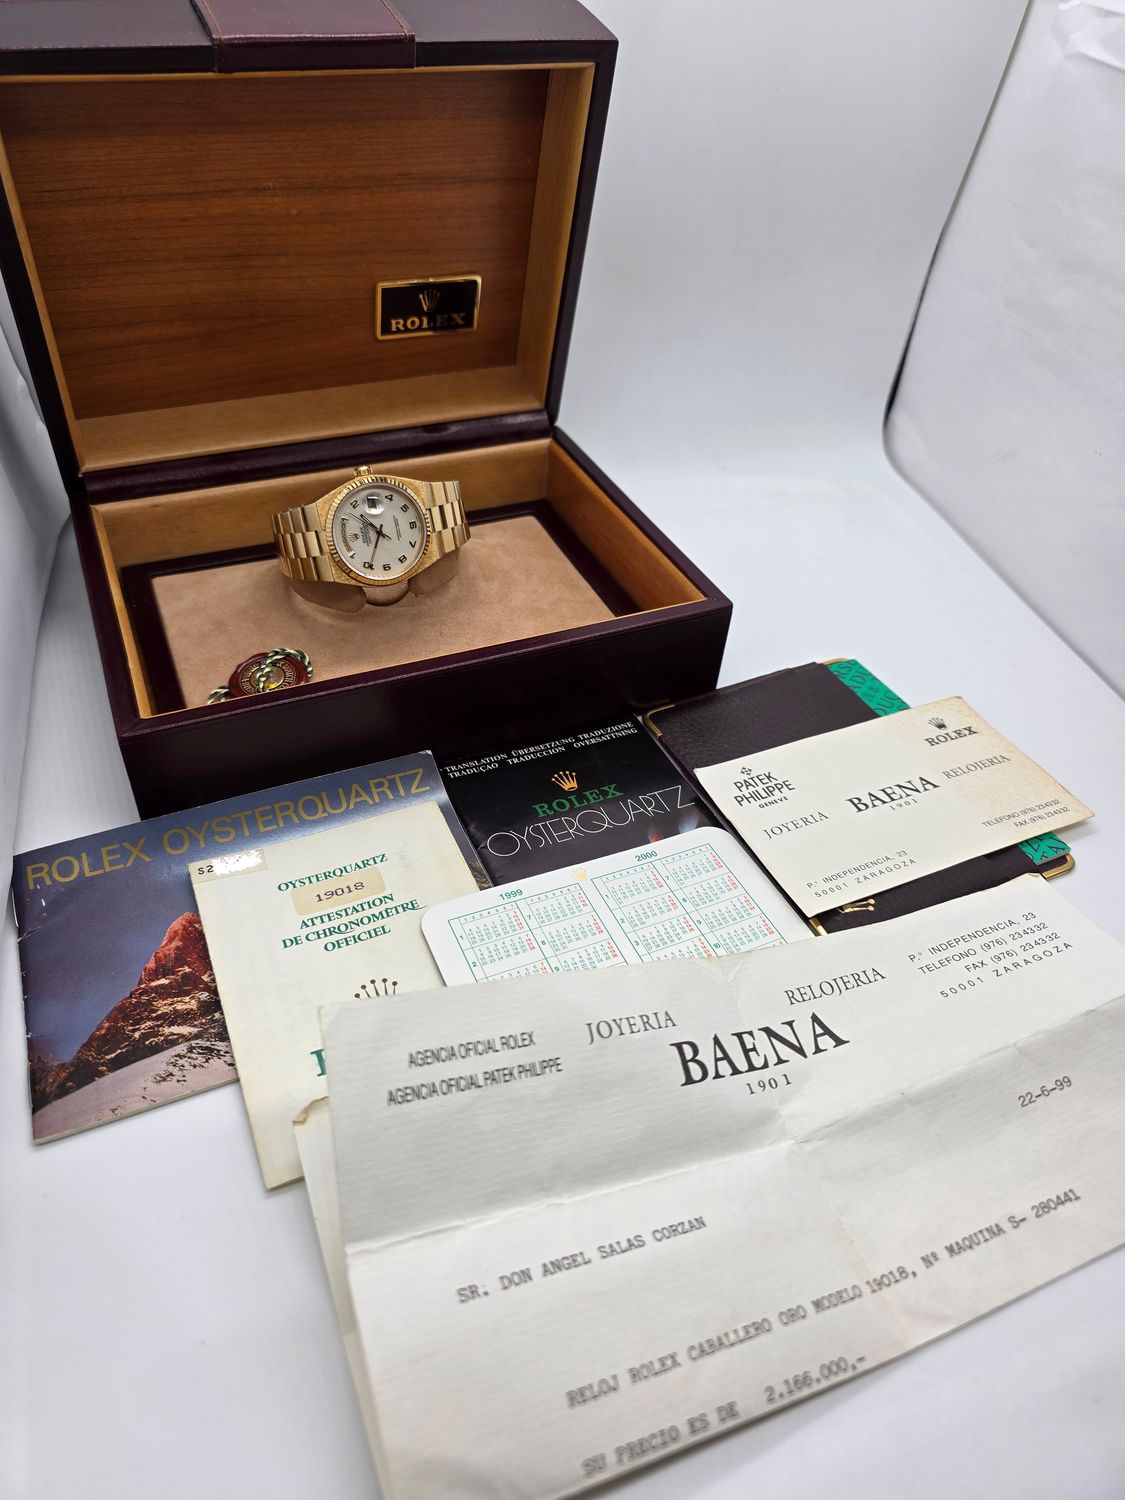 ROLEX
TRANSLATION ÜBERSETZUNG TRADUZIONE
TRADUÇAO TRADUCCION OVERSATTNING
ROLEX
OYSTERQUARTZ
ROLEX OYSTERQUARTZ
OYSTERQUARTZ
19018
ATTESTATION
DE CHRONOMÈTRE
OFFICIEL
1999
2000
PATEK
PHILIPPE
GENEVE
ROLEX
JOYERIA BAENA RELOJERIA
1901
P.º INDEPENDENCIA, 23
50001 ZARAGOZA
TELEFONO (976) 234332
FAX (976) 234332
AGENCIA OFICIAL ROLEX
AGENCIA OFICIAL PATEK PHILIPPE
JOYERIA RELOJERIA
BAENA
1901
P.º INDEPENDENCIA, 23
TELEFONO (976) 234332
FAX (976) 234332
50001 ZARAGOZA
22-6-99
SR. DON ANGEL SALAS CORZAN
RELOJ ROLEX CABALLERO ORO MODELO 19018, Nº MAQUINA S- 280441
SU PRECIO ES DE 2.166.000,-